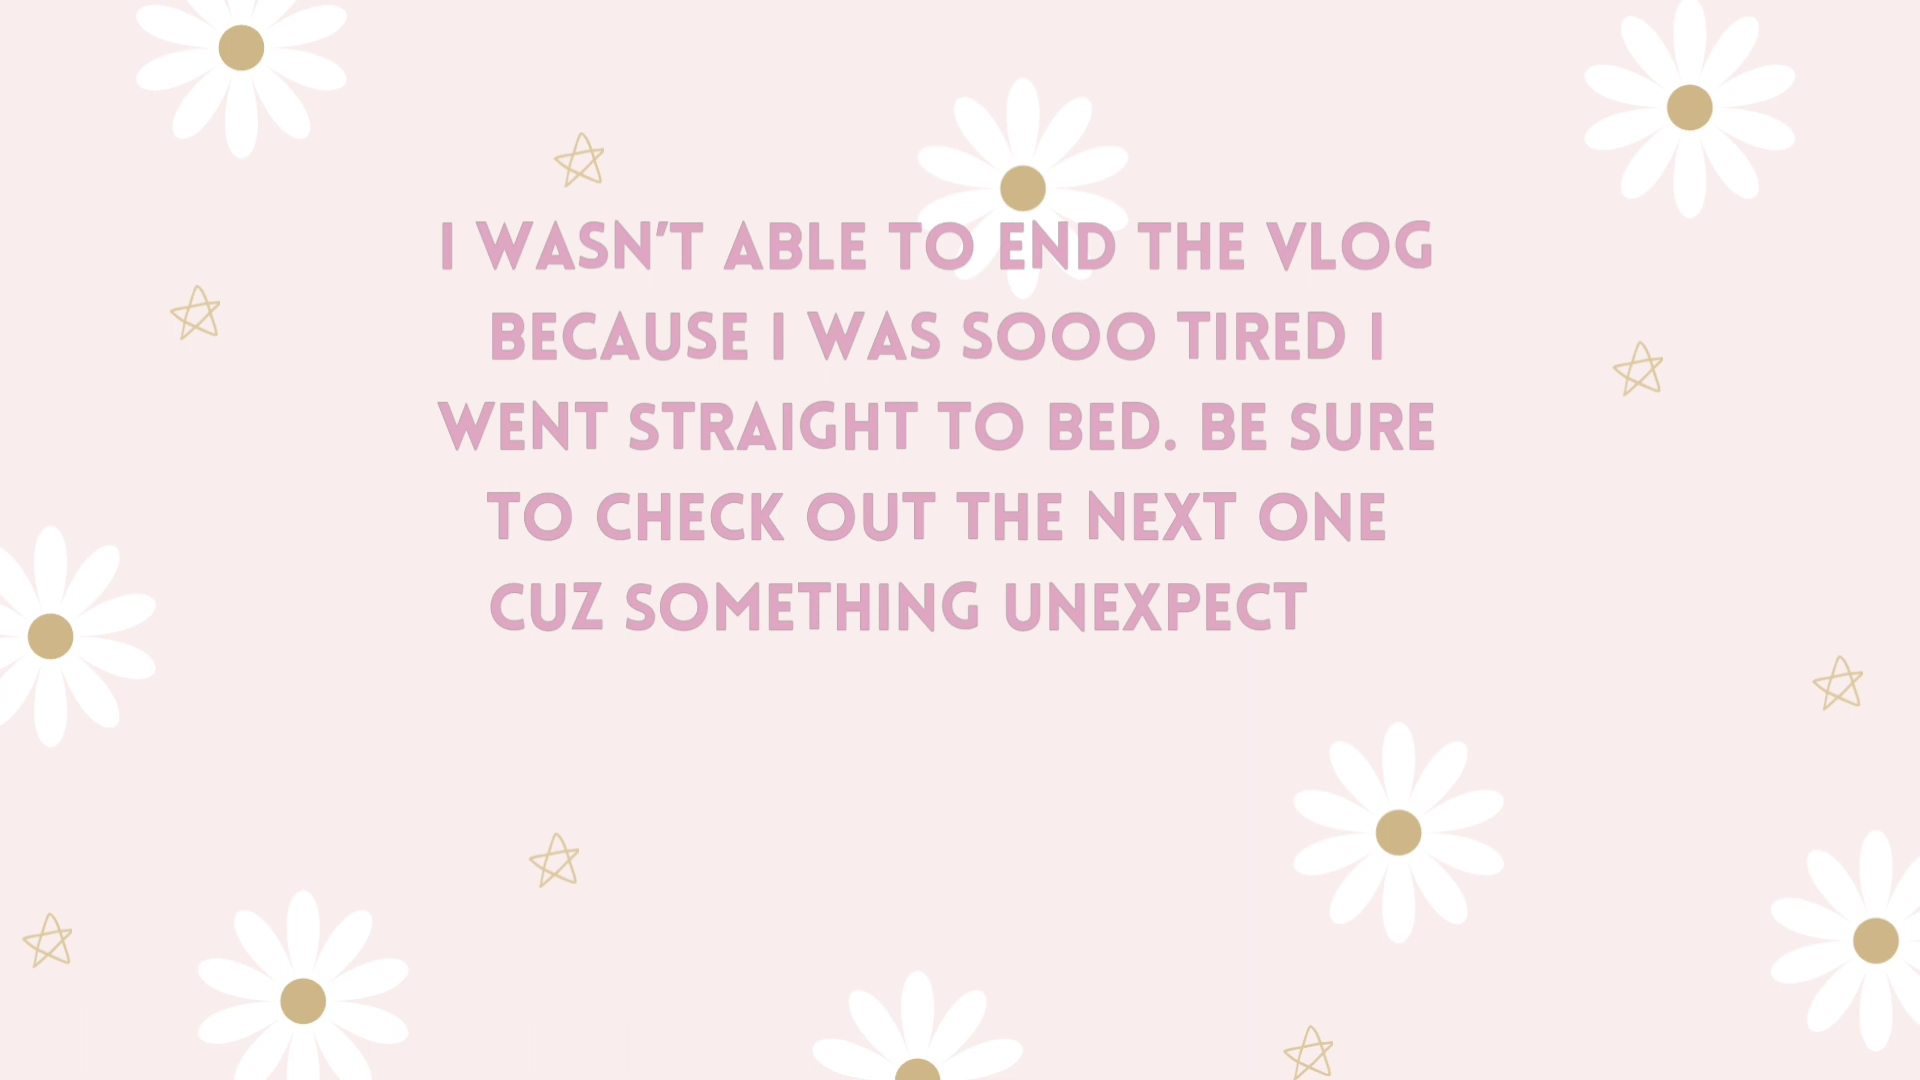 I WASN'T ABLE TO END THE VLOG
BECAUSE I WAS SOOO TIRED I
WENT STRAIGHT TO BED. BE SURE
TO CHECK OUT THE NEXT ONE
CUZ SOMETHING UNEXPECT